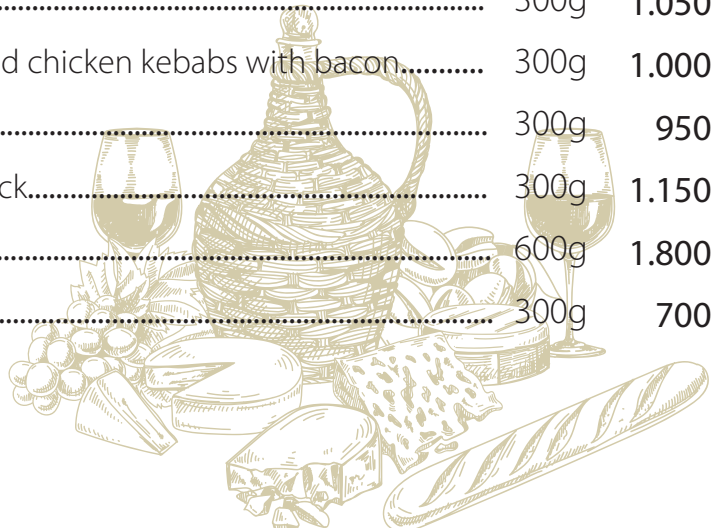 .......... 300g 1.050
d chicken kebabs with bacon.......... 300g 1.000
.......... 300g 950
ck.......... 300g 1.150
.......... 600g 1.800
.......... 300g 700